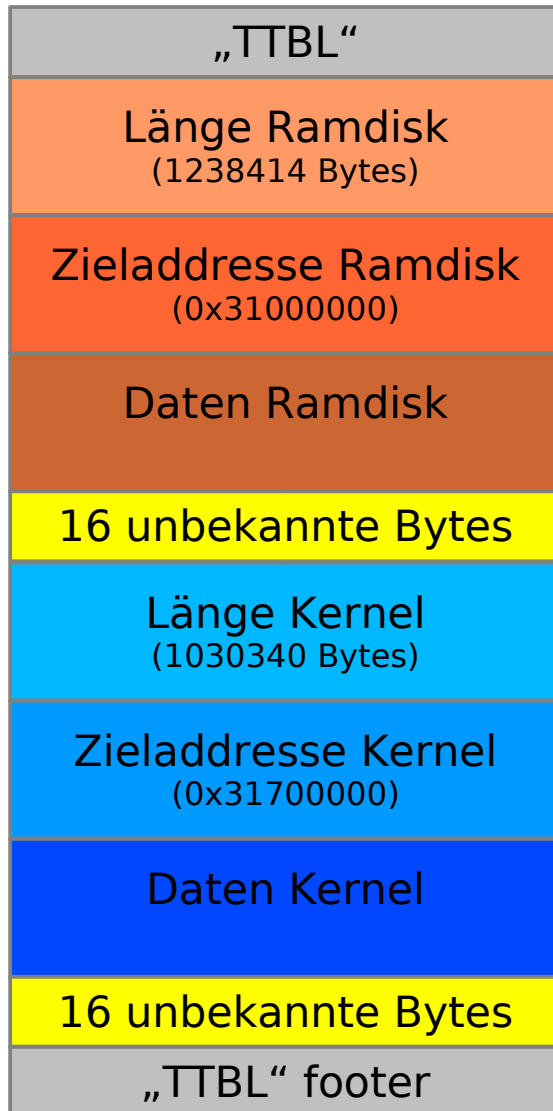 „TTBL“
Länge Ramdisk
(1238414 Bytes)
Zieladdresse Ramdisk
(0x31000000)
Daten Ramdisk
16 unbekannte Bytes
Länge Kernel
(1030340 Bytes)
Zieladdresse Kernel
(0x31700000)
Daten Kernel
16 unbekannte Bytes
„TTBL“ footer